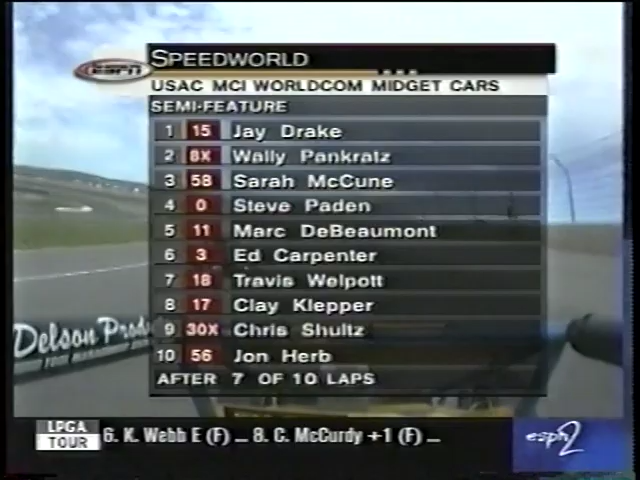 ESPN SPEEDWORLD
USAC MCI WORLDCOM MIDGET CARS
SEMI-FEATURE
1 15 Jay Drake
2 8X Wally Pankratz
3 58 Sarah McCune
4 0 Steve Paden
5 11 Marc DeBeaumont
6 3 Ed Carpenter
7 18 Travis Welpott
8 17 Clay Klepper
9 30X Chris Shultz
10 56 Jon Herb
AFTER 7 OF 10 LAPS
Delson
LPGA TOUR 6. K. Webb E (F) ... 8. C. McCurdy +1 (F) ...
espn2